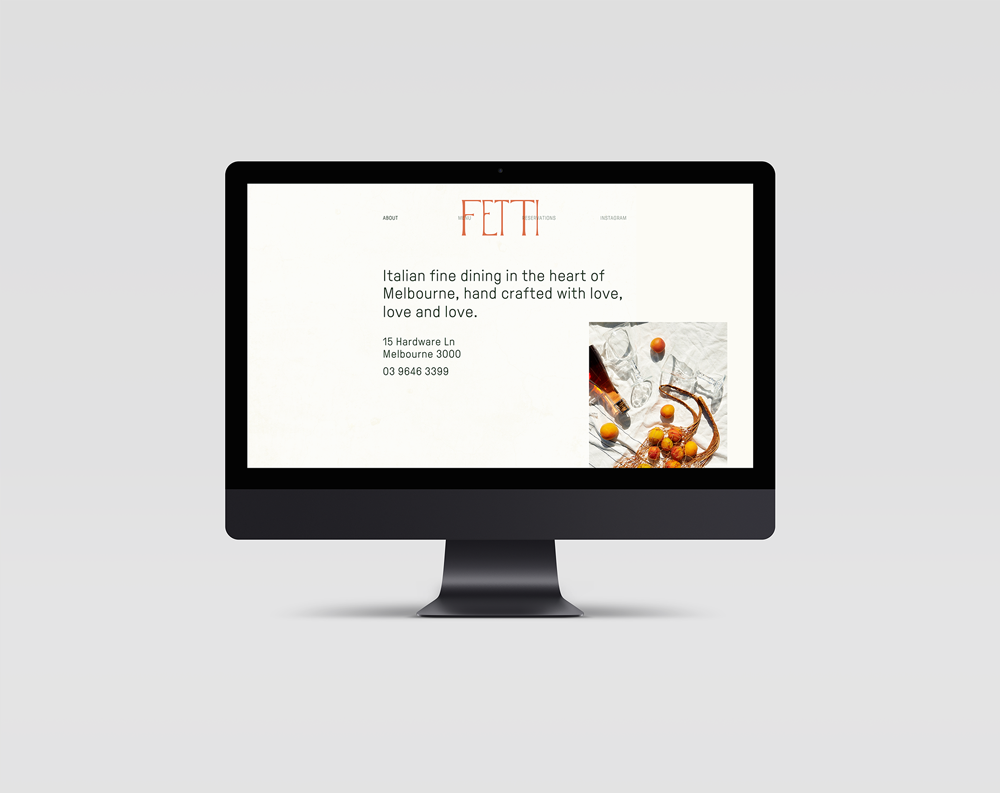 FETTI
ABOUT MENU RESERVATIONS INSTAGRAM
Italian fine dining in the heart of
Melbourne, hand crafted with love,
love and love.
15 Hardware Ln
Melbourne 3000
03 9646 3399